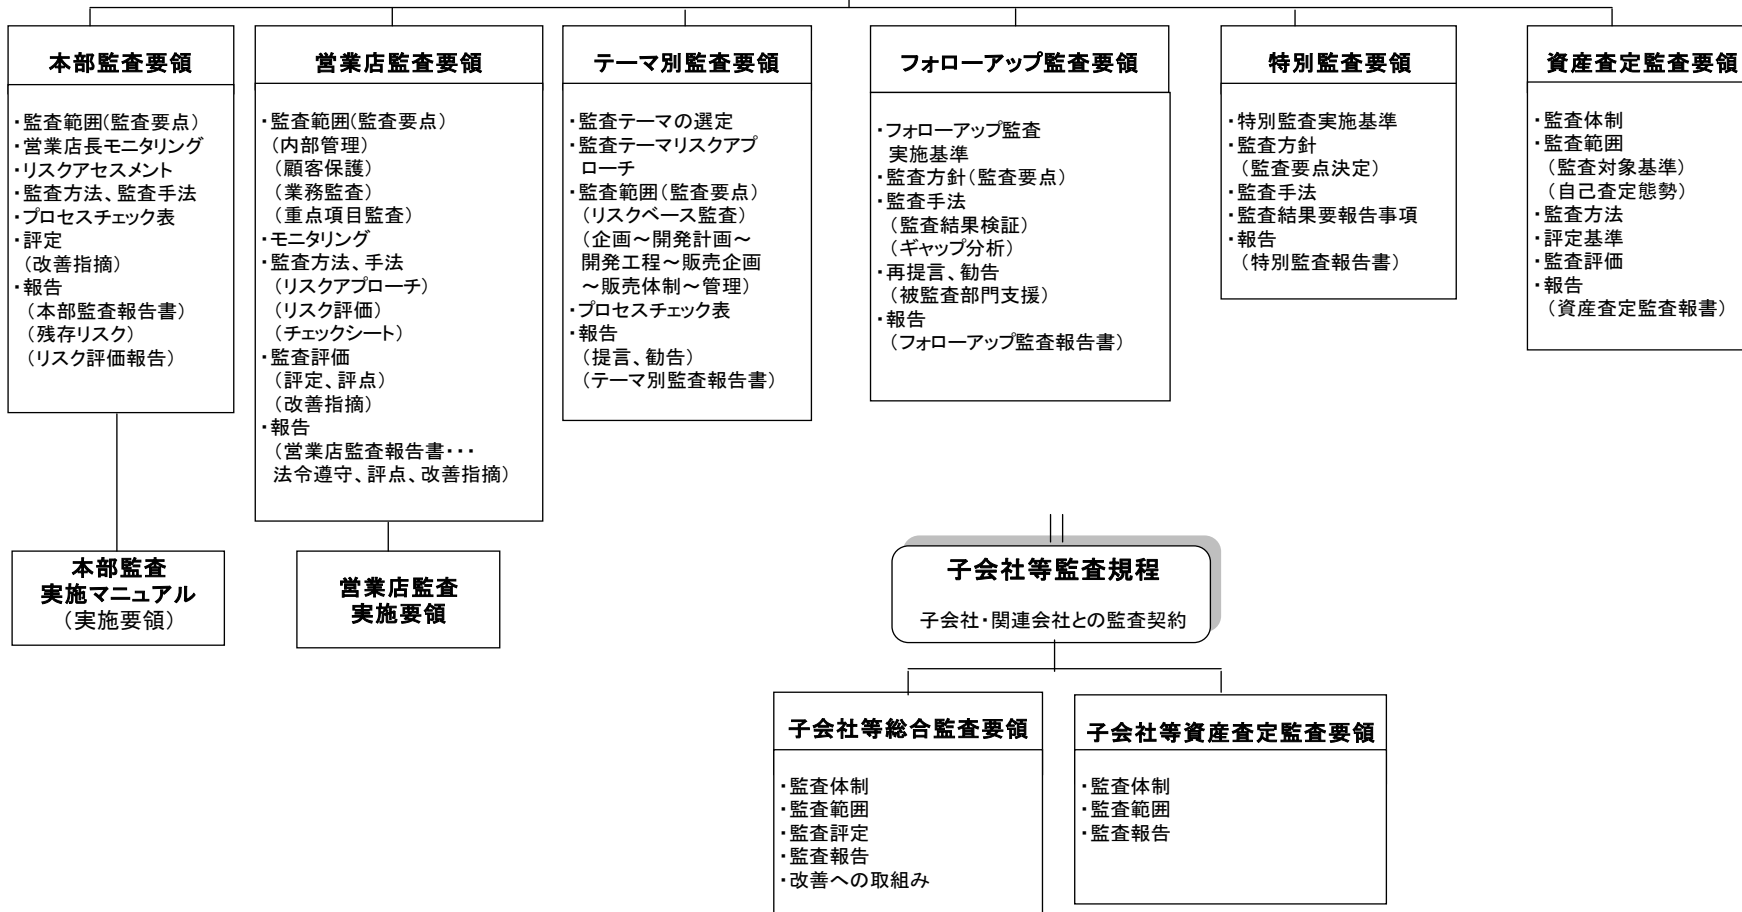 本部監査要領
・監査範囲(監査要点)
・営業店長モニタリング
・リスクアセスメント
・監査方法、監査手法
・プロセスチェック表
・評定
（改善指摘）
・報告
（本部監査報告書）
（残存リスク）
（リスク評価報告）
営業店監査要領
・監査範囲(監査要点)
（内部管理）
（顧客保護）
（業務監査）
（重点項目監査）
・モニタリング
・監査方法、手法
（リスクアプローチ）
（リスク評価）
（チェックシート）
・監査評価
（評定、評点）
（改善指摘）
・報告
（営業店監査報告書・・・
法令遵守、評点、改善指摘）
テーマ別監査要領
・監査テーマの選定
・監査テーマリスクアプ
ローチ
・監査範囲（監査要点）
（リスクベース監査）
（企画～開発計画～
開発工程～販売企画
～販売体制～管理）
・プロセスチェック表
・報告
（提言、勧告）
（テーマ別監査報告書）
フォローアップ監査要領
・フォローアップ監査
実施基準
・監査方針（監査要点）
・監査手法
（監査結果検証）
（ギャップ分析）
・再提言、勧告
（被監査部門支援）
・報告
（フォローアップ監査報告書）
特別監査要領
・特別監査実施基準
・監査方針
（監査要点決定）
・監査手法
・監査結果要報告事項
・報告
（特別監査報告書）
資産査定監査要領
・監査体制
・監査範囲
（監査対象基準）
（自己査定態勢）
・監査方法
・評定基準
・監査評価
・報告
（資産査定監査報書）
本部監査
実施マニュアル
（実施要領）
営業店監査
実施要領
子会社等監査規程
子会社・関連会社との監査契約
子会社等総合監査要領
・監査体制
・監査範囲
・監査評定
・監査報告
・改善への取組み
子会社等資産査定監査要領
・監査体制
・監査範囲
・監査報告